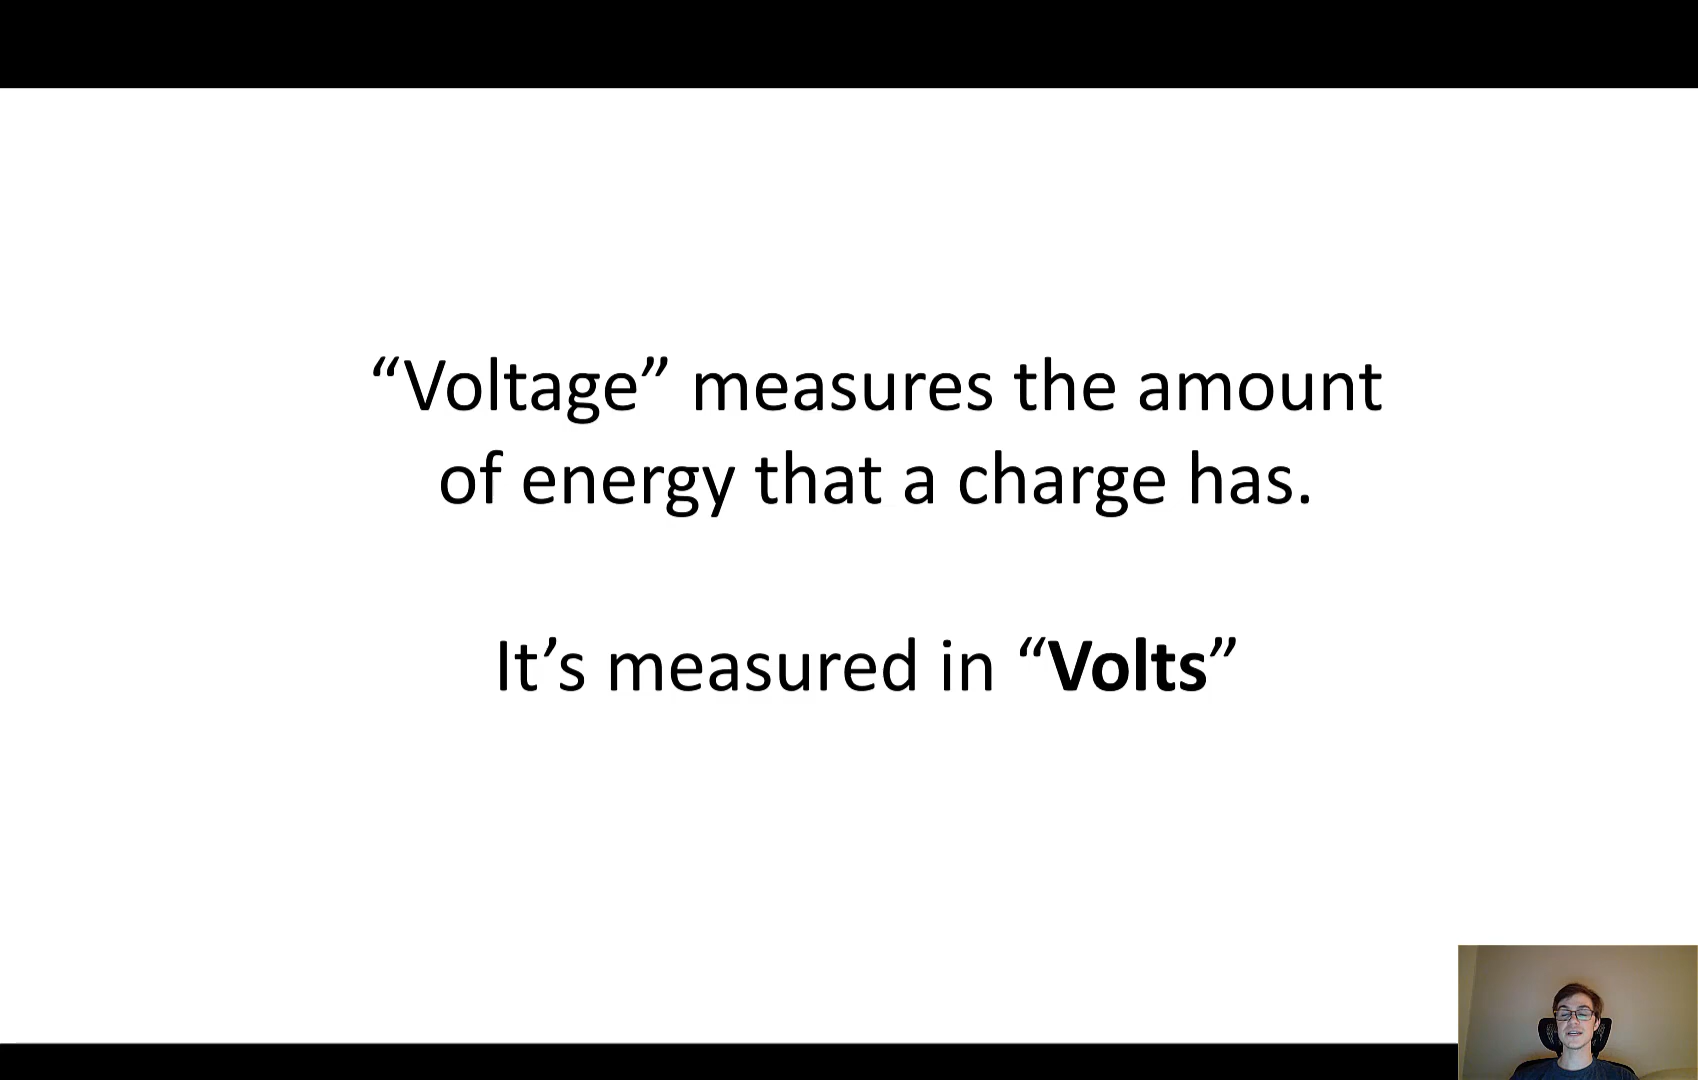 “Voltage” measures the amount
of energy that a charge has.
It’s measured in “Volts”